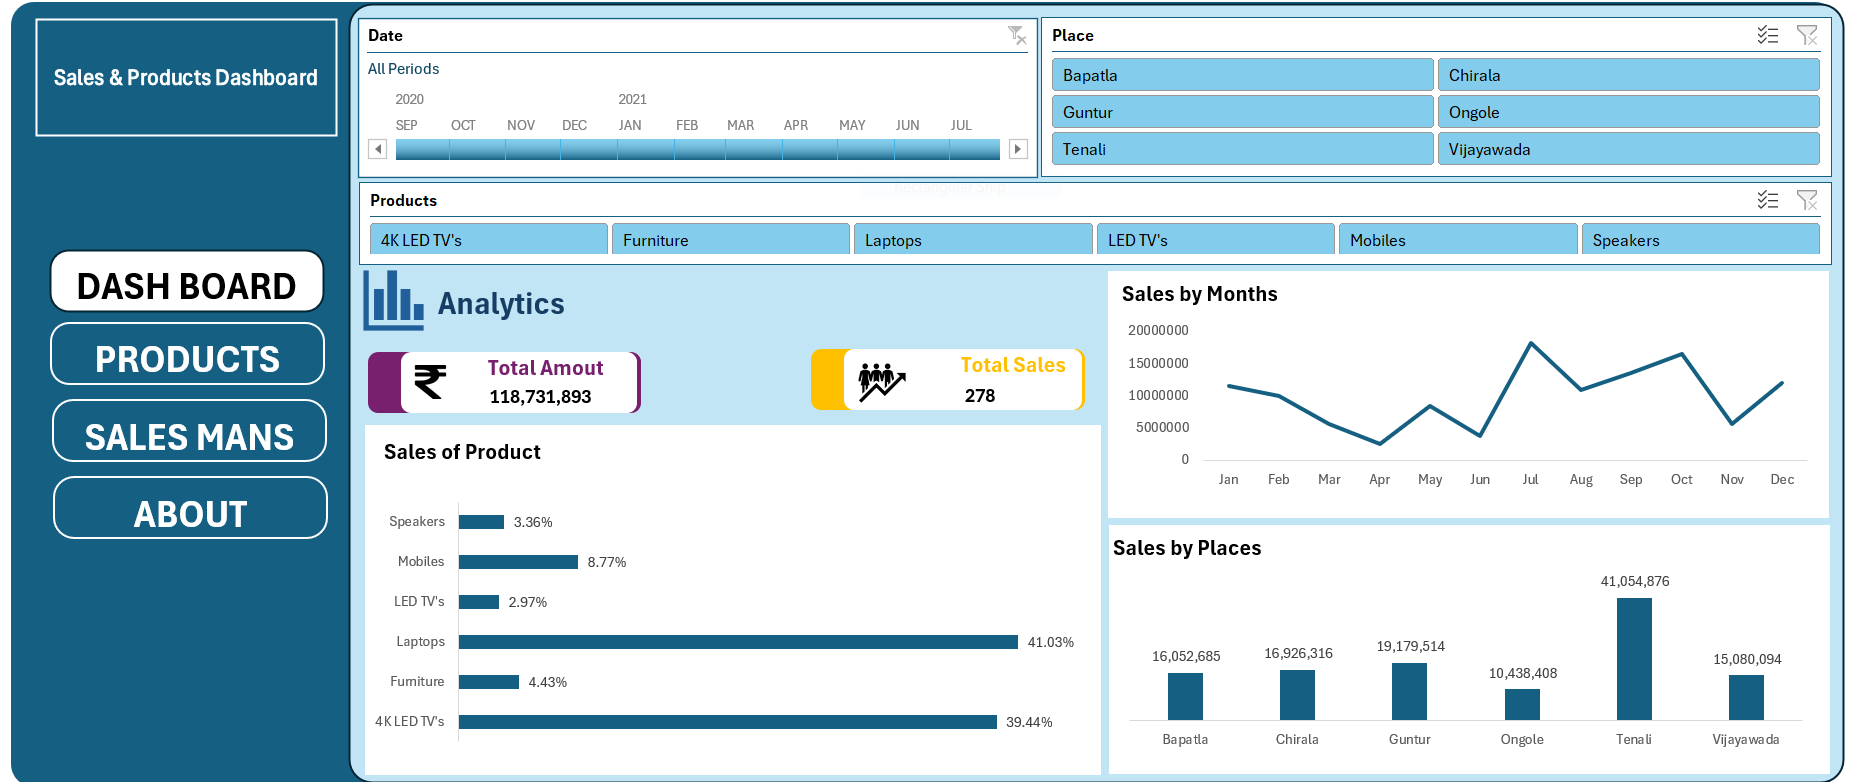 Sales & Products Dashboard
DASH BOARD
PRODUCTS
SALES MANS
ABOUT
Date
All Periods
2020 2021
SEP OCT NOV DEC JAN FEB MAR APR MAY JUN JUL
Place
Bapatla Chirala
Guntur Ongole
Tenali Vijayawada
Rectangular Snip
Products
4K LED TV's Furniture Laptops LED TV's Mobiles Speakers
Analytics
Total Amout
118,731,893
Total Sales
278
Sales of Product
Speakers 3.36%
Mobiles 8.77%
LED TV's 2.97%
Laptops 41.03%
Furniture 4.43%
4K LED TV's 39.44%
Sales by Months
20000000
15000000
10000000
5000000
0
Jan Feb Mar Apr May Jun Jul Aug Sep Oct Nov Dec
Sales by Places
16,052,685 16,926,316 19,179,514 10,438,408 41,054,876 15,080,094
Bapatla Chirala Guntur Ongole Tenali Vijayawada